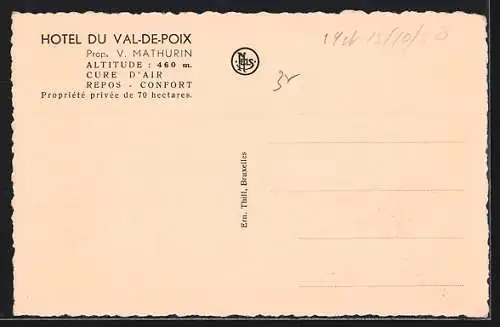 HOTEL DU VAL-DE-POIX
Prop. V. MATHURIN
ALTITUDE : 460 m.
CURE D'AIR
REPOS - CONFORT
Propriété privée de 70 hectares.
Nels
Ern. Thill, Bruxelles